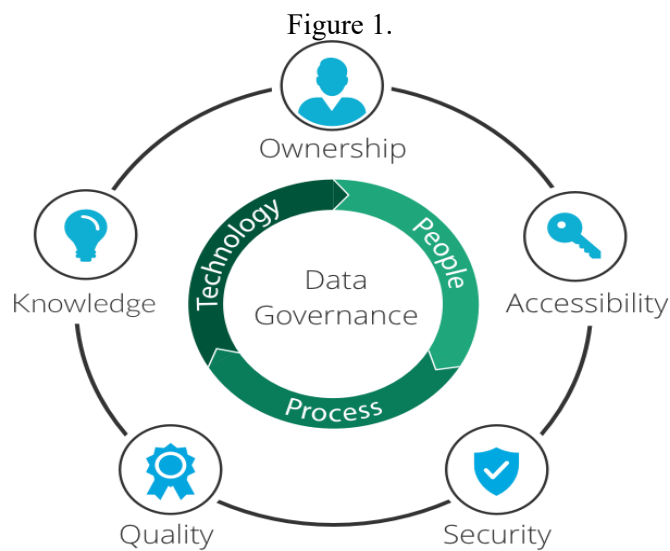 Figure 1.
Ownership
Technology
People
Data
Governance
Knowledge
Accessibility
Process
Quality
Security